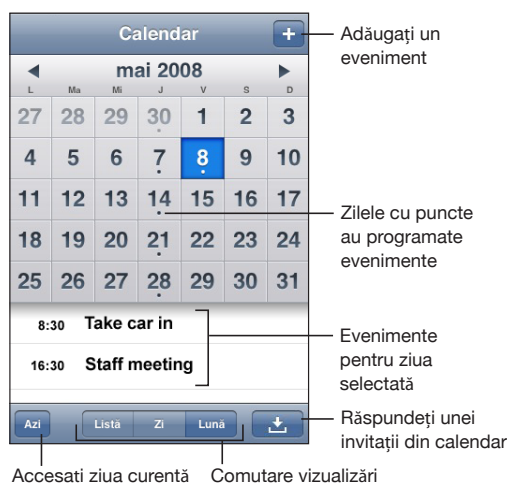 Calendar +
Adăugați un
eveniment
mai 2008
L Ma Mi J V S D
27 28 29 30 1 2 3
4 5 6 7 8 9 10
11 12 13 14 15 16 17
18 19 20 21 22 23 24
25 26 27 28 29 30 31
Zilele cu puncte
au programate
evenimente
8:30 Take car in
16:30 Staff meeting
Evenimente
pentru ziua
selectată
Azi Listă Zi Lună
Răspundeți unei
invitații din calendar
Accesati ziua curentă
Comutare vizualizări